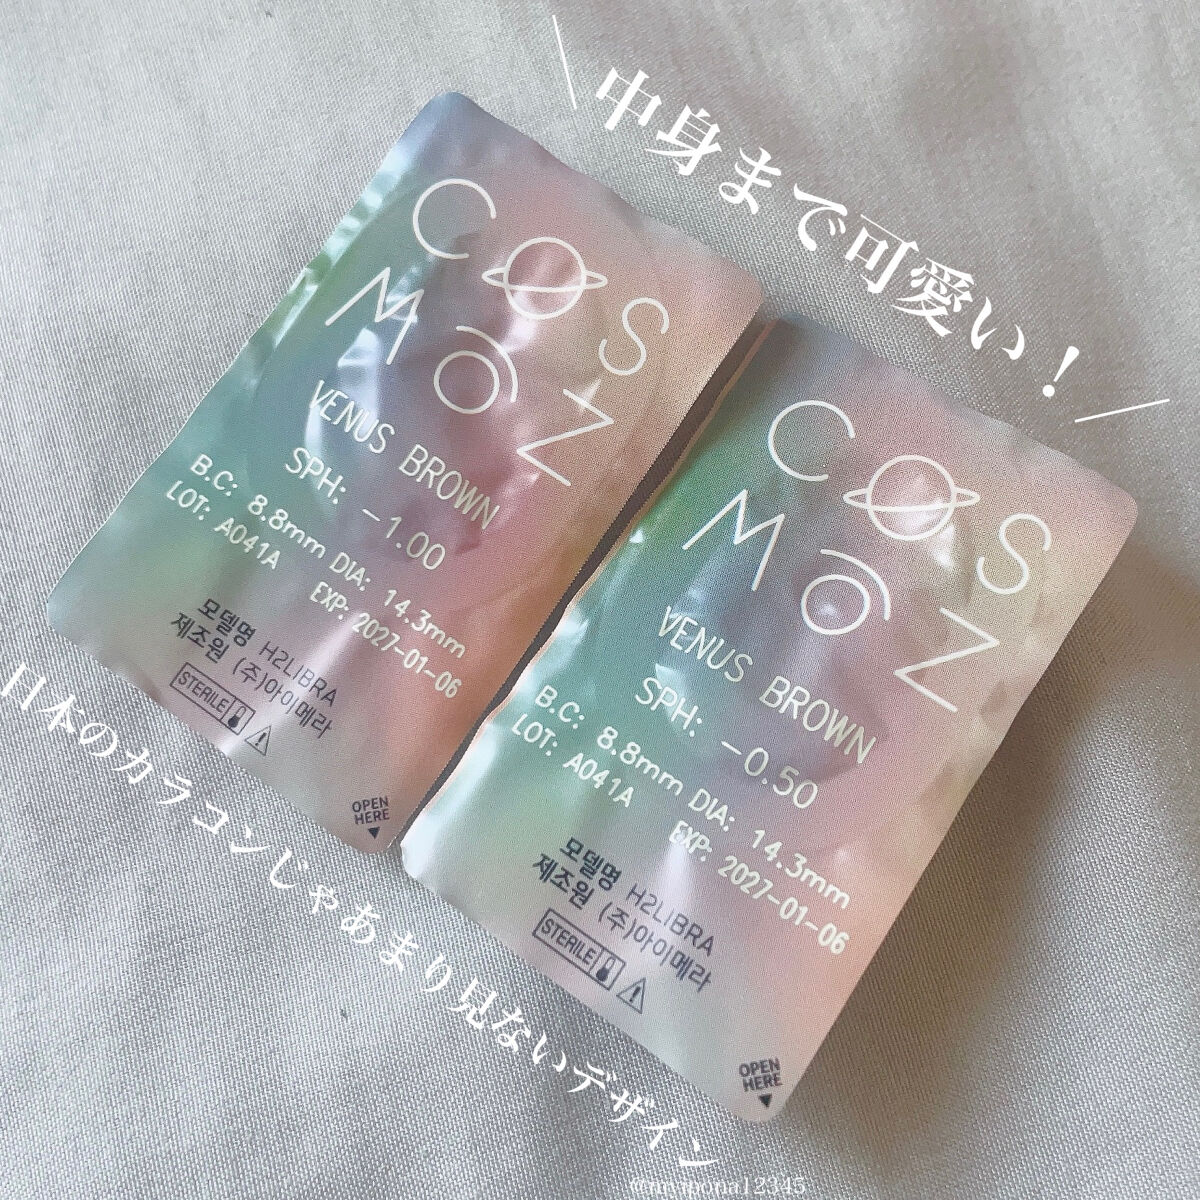 中身まで可愛い！
COS
MOZ
VENUS BROWN
SPH: -1.00
B.C: 8.8mm DIA: 14.3mm
LOT: A041A EXP: 2027-01-06
모델명 H2LIBRA
제조원 (주)아이메라
STERILE
OPEN
HERE
COS
MOZ
VENUS BROWN
SPH: -0.50
B.C: 8.8mm DIA: 14.3mm
LOT: A041A EXP: 2027-01-06
모델명 H2LIBRA
제조원 (주)아이메라
STERILE
OPEN
HERE
日本のカラコンじゃあまり見ないデザイン